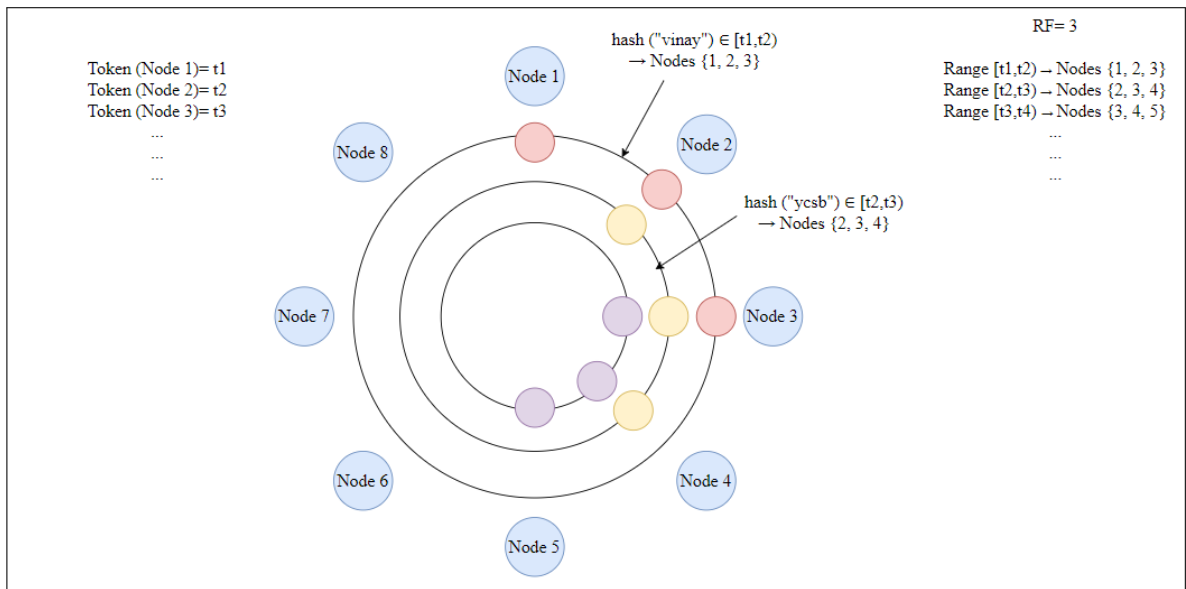 RF= 3
hash ("vinay") ∈ [t1,t2)
→ Nodes {1, 2, 3}
Token (Node 1)= t1
Token (Node 2)= t2
Token (Node 3)= t3
...
...
...
Range [t1,t2) → Nodes {1, 2, 3}
Range [t2,t3) → Nodes {2, 3, 4}
Range [t3,t4) → Nodes {3, 4, 5}
...
...
...
Node 1
Node 2
Node 8
hash ("ycsb") ∈ [t2,t3)
→ Nodes {2, 3, 4}
Node 7
Node 3
Node 6
Node 4
Node 5